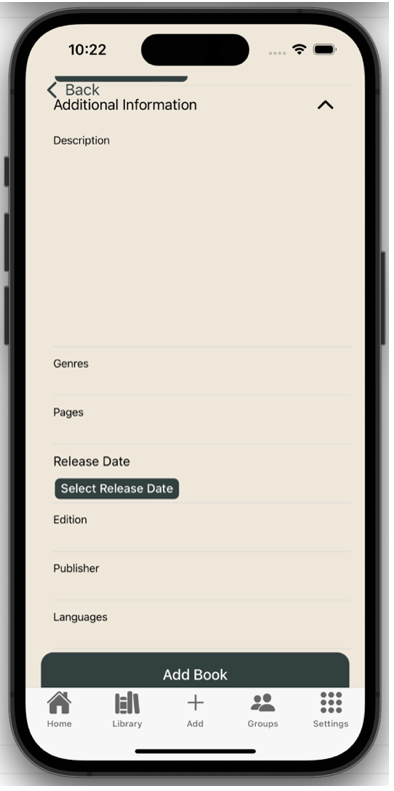 10:22
Back
Additional Information
Description
Genres
Pages
Release Date
Select Release Date
Edition
Publisher
Languages
Add Book
Home Library Add Groups Settings